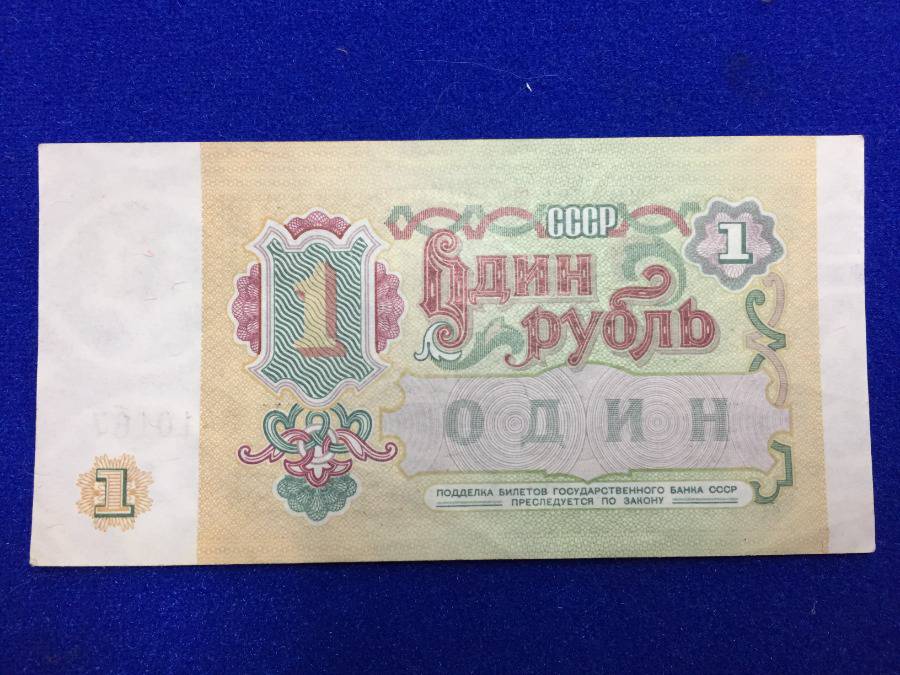 СССР
1
1
Один
рубль
ОДИН
ПОДДЕЛКА БИЛЕТОВ ГОСУДАРСТВЕННОГО БАНКА СССР
ПРЕСЛЕДУЕТСЯ ПО ЗАКОНУ
1